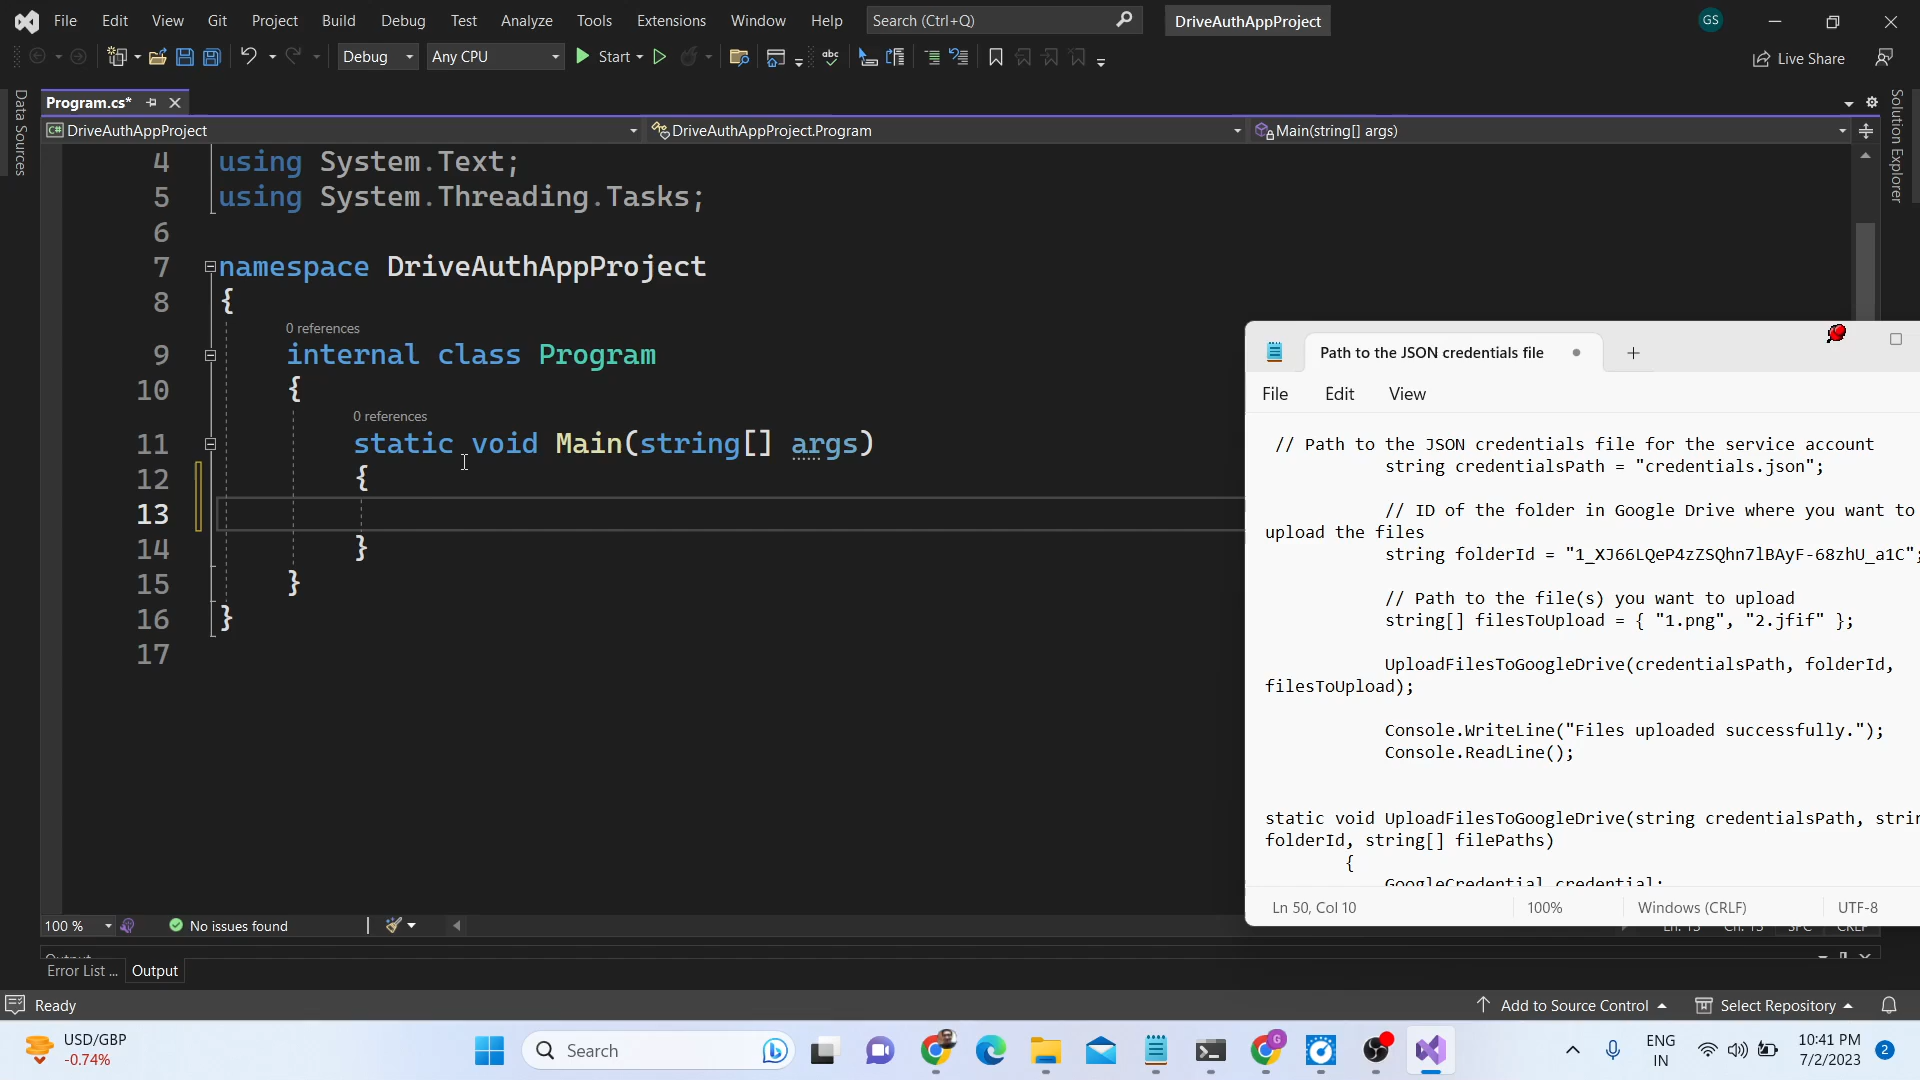 File Edit View Git Project Build Debug Test Analyze Tools Extensions Window Help Search (Ctrl+Q) DriveAuthAppProject GS
Debug Any CPU Start abc Live Share
Data Sources
Program.cs*
Solution Explorer
C# DriveAuthAppProject DriveAuthAppProject.Program Main(string[] args)
4 using System.Text;
5 using System.Threading.Tasks;
6
7 namespace DriveAuthAppProject
8 {
0 references
9 internal class Program
10 {
0 references
11 static void Main(string[] args)
12 {
13
14 }
15 }
16 }
17
100 % No issues found
Output
Error List ... Output
Ready Add to Source Control Select Repository
Path to the JSON credentials file
File Edit View
// Path to the JSON credentials file for the service account
string credentialsPath = "credentials.json";
// ID of the folder in Google Drive where you want to
upload the files
string folderId = "1_XJ66LQeP4zZSQhn7lBAyF-68zhU_a1C";
// Path to the file(s) you want to upload
string[] filesToUpload = { "1.png", "2.jfif" };
UploadFilesToGoogleDrive(credentialsPath, folderId,
filesToUpload);
Console.WriteLine("Files uploaded successfully.");
Console.ReadLine();
static void UploadFilesToGoogleDrive(string credentialsPath, strin
folderId, string[] filePaths)
{
GoogleCredential credential;
Ln 50, Col 10 100% Windows (CRLF) UTF-8
USD/GBP
-0.74%
Search
ENG
IN
10:41 PM
7/2/2023
2